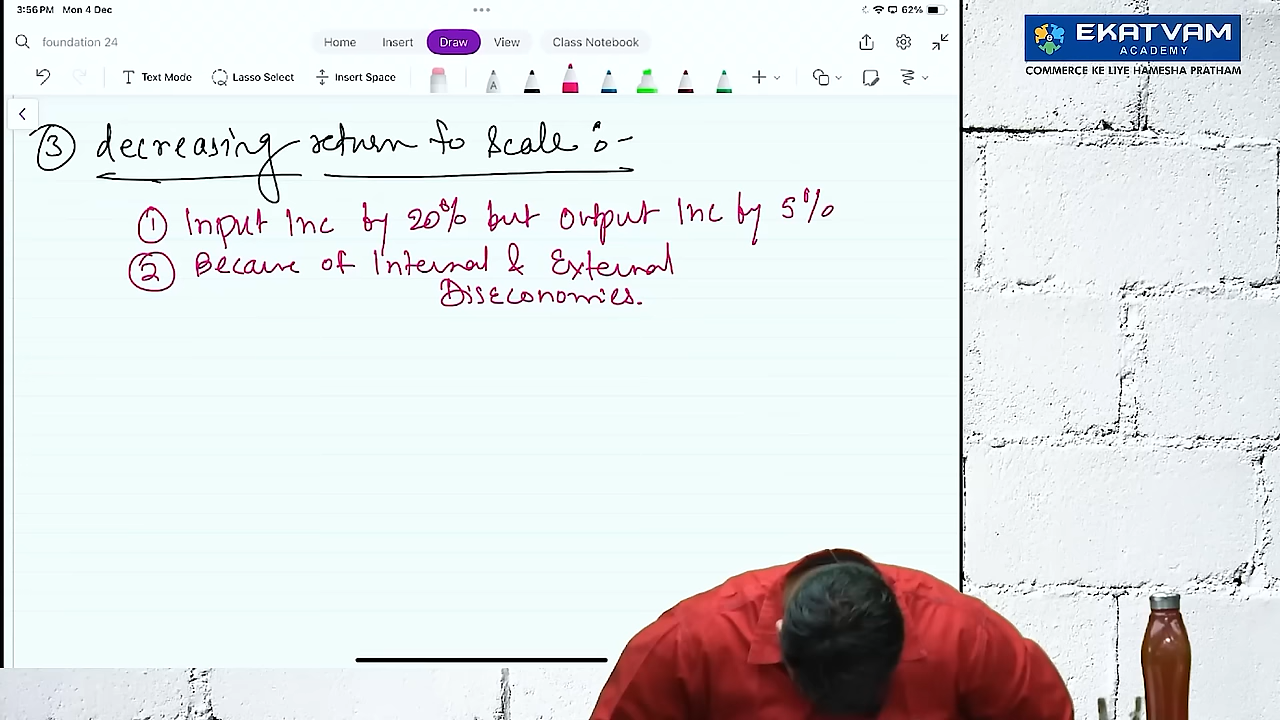 3:56 PM Mon 4 Dec
62%
foundation 24
Home Insert Draw View Class Notebook
Text Mode Lasso Select Insert Space
③ decreasing return to Scale :-
① Input Inc by 20% but output Inc by 5%
② Because of Internal & External
Diseconomies.
EKATVAM
ACADEMY
COMMERCE KE LIYE HAMESHA PRATHAM